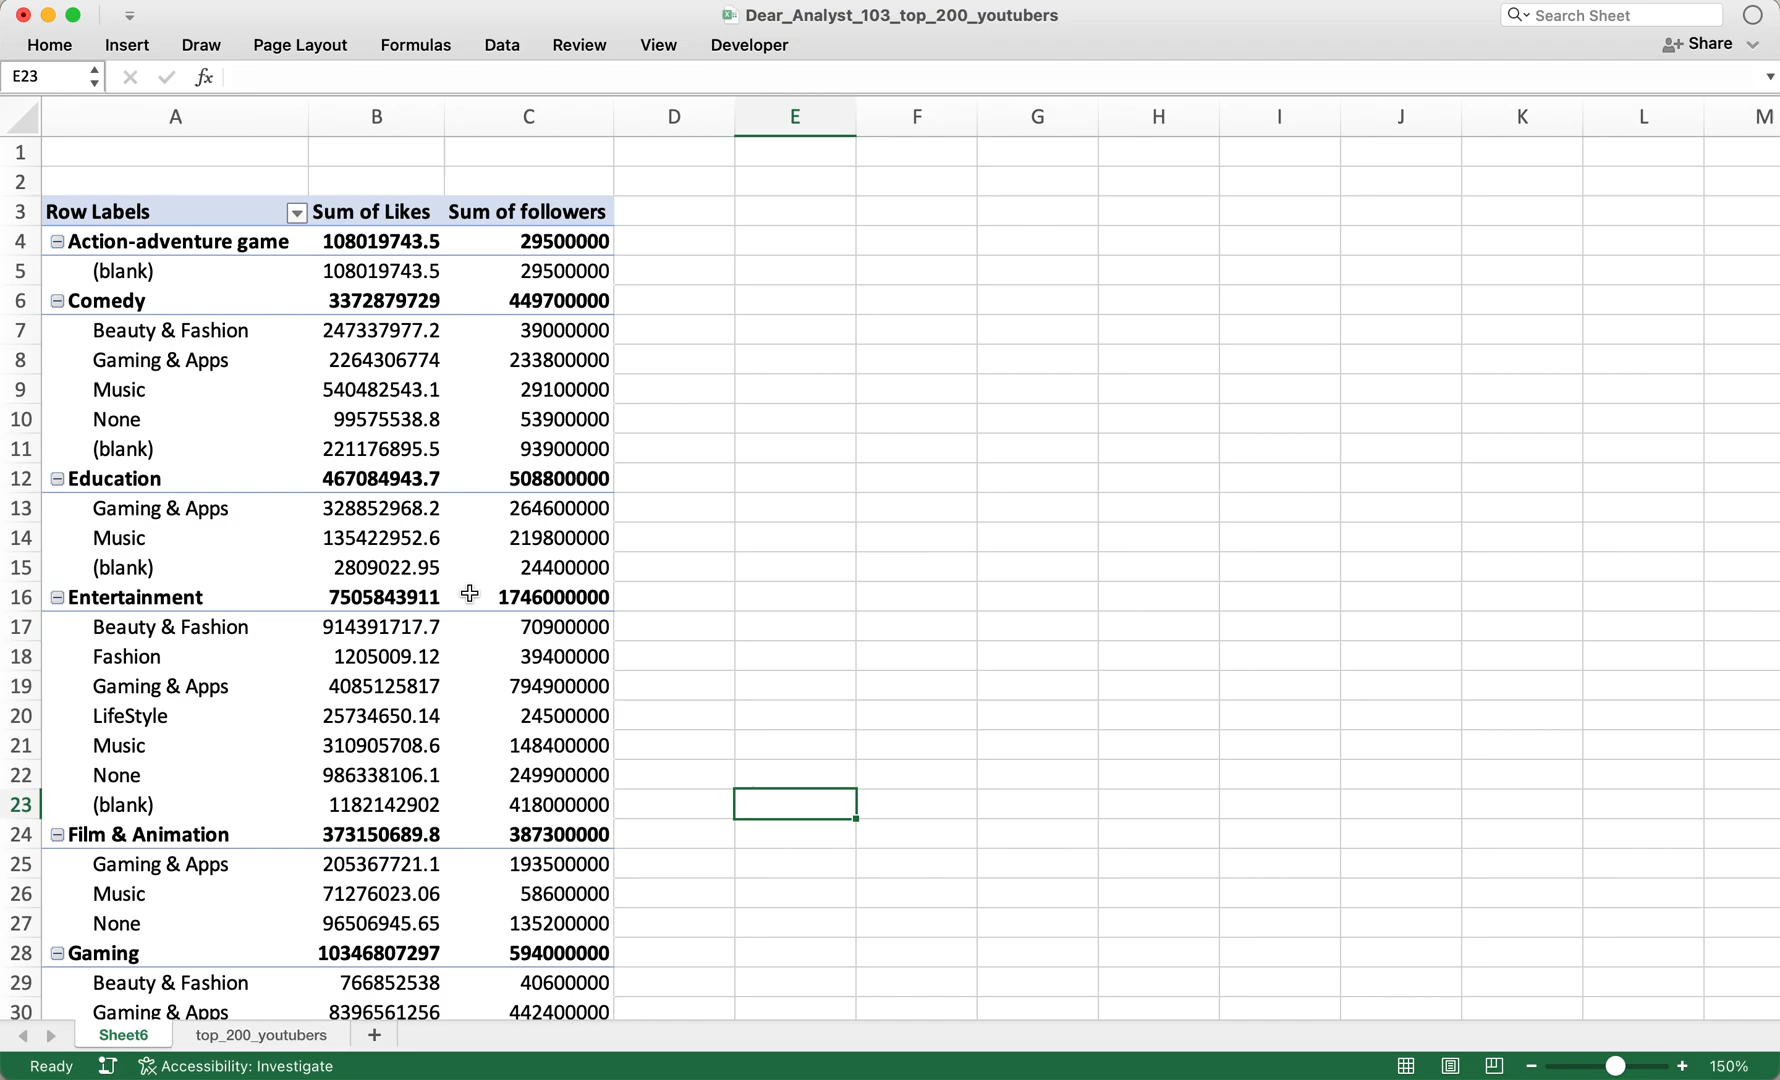 Dear_Analyst_103_top_200_youtubers
Search Sheet
Home Insert Draw Page Layout Formulas Data Review View Developer Share
E23 fx
A B C D E F G H I J K L M
1
2
3 Row Labels Sum of Likes Sum of followers
4 Action-adventure game 108019743.5 29500000
5 (blank) 108019743.5 29500000
6 Comedy 3372879729 449700000
7 Beauty & Fashion 247337977.2 39000000
8 Gaming & Apps 2264306774 233800000
9 Music 540482543.1 29100000
10 None 99575538.8 53900000
11 (blank) 221176895.5 93900000
12 Education 467084943.7 508800000
13 Gaming & Apps 328852968.2 264600000
14 Music 135422952.6 219800000
15 (blank) 2809022.95 24400000
16 Entertainment 7505843911 1746000000
17 Beauty & Fashion 914391717.7 70900000
18 Fashion 1205009.12 39400000
19 Gaming & Apps 4085125817 794900000
20 LifeStyle 25734650.14 24500000
21 Music 310905708.6 148400000
22 None 986338106.1 249900000
23 (blank) 1182142902 418000000
24 Film & Animation 373150689.8 387300000
25 Gaming & Apps 205367721.1 193500000
26 Music 71276023.06 58600000
27 None 96506945.65 135200000
28 Gaming 10346807297 594000000
29 Beauty & Fashion 766852538 40600000
30 Gaming & Apps 8396561256 442400000
Sheet6 top_200_youtubers +
Ready Accessibility: Investigate 150%